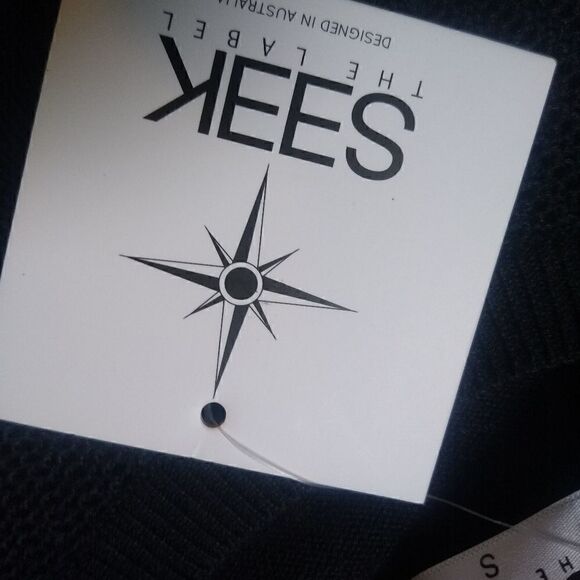 SEEK
THE LABEL
DESIGNED IN AUSTRALIA
S